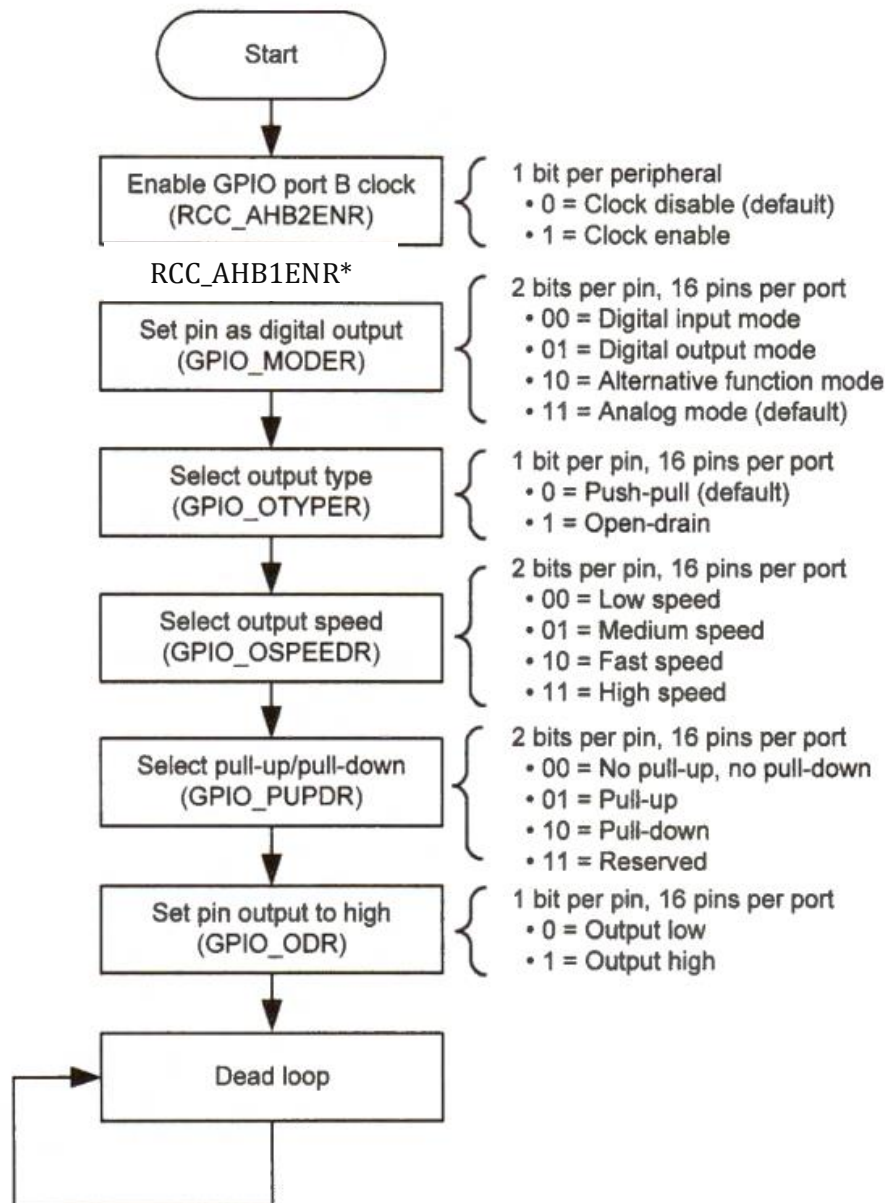 Start
Enable GPIO port B clock
(RCC_AHB2ENR)
1 bit per peripheral
• 0 = Clock disable (default)
• 1 = Clock enable
RCC_AHB1ENR*
Set pin as digital output
(GPIO_MODER)
2 bits per pin, 16 pins per port
• 00 = Digital input mode
• 01 = Digital output mode
• 10 = Alternative function mode
• 11 = Analog mode (default)
Select output type
(GPIO_OTYPER)
1 bit per pin, 16 pins per port
• 0 = Push-pull (default)
• 1 = Open-drain
Select output speed
(GPIO_OSPEEDR)
2 bits per pin, 16 pins per port
• 00 = Low speed
• 01 = Medium speed
• 10 = Fast speed
• 11 = High speed
Select pull-up/pull-down
(GPIO_PUPDR)
2 bits per pin, 16 pins per port
• 00 = No pull-up, no pull-down
• 01 = Pull-up
• 10 = Pull-down
• 11 = Reserved
Set pin output to high
(GPIO_ODR)
1 bit per pin, 16 pins per port
• 0 = Output low
• 1 = Output high
Dead loop